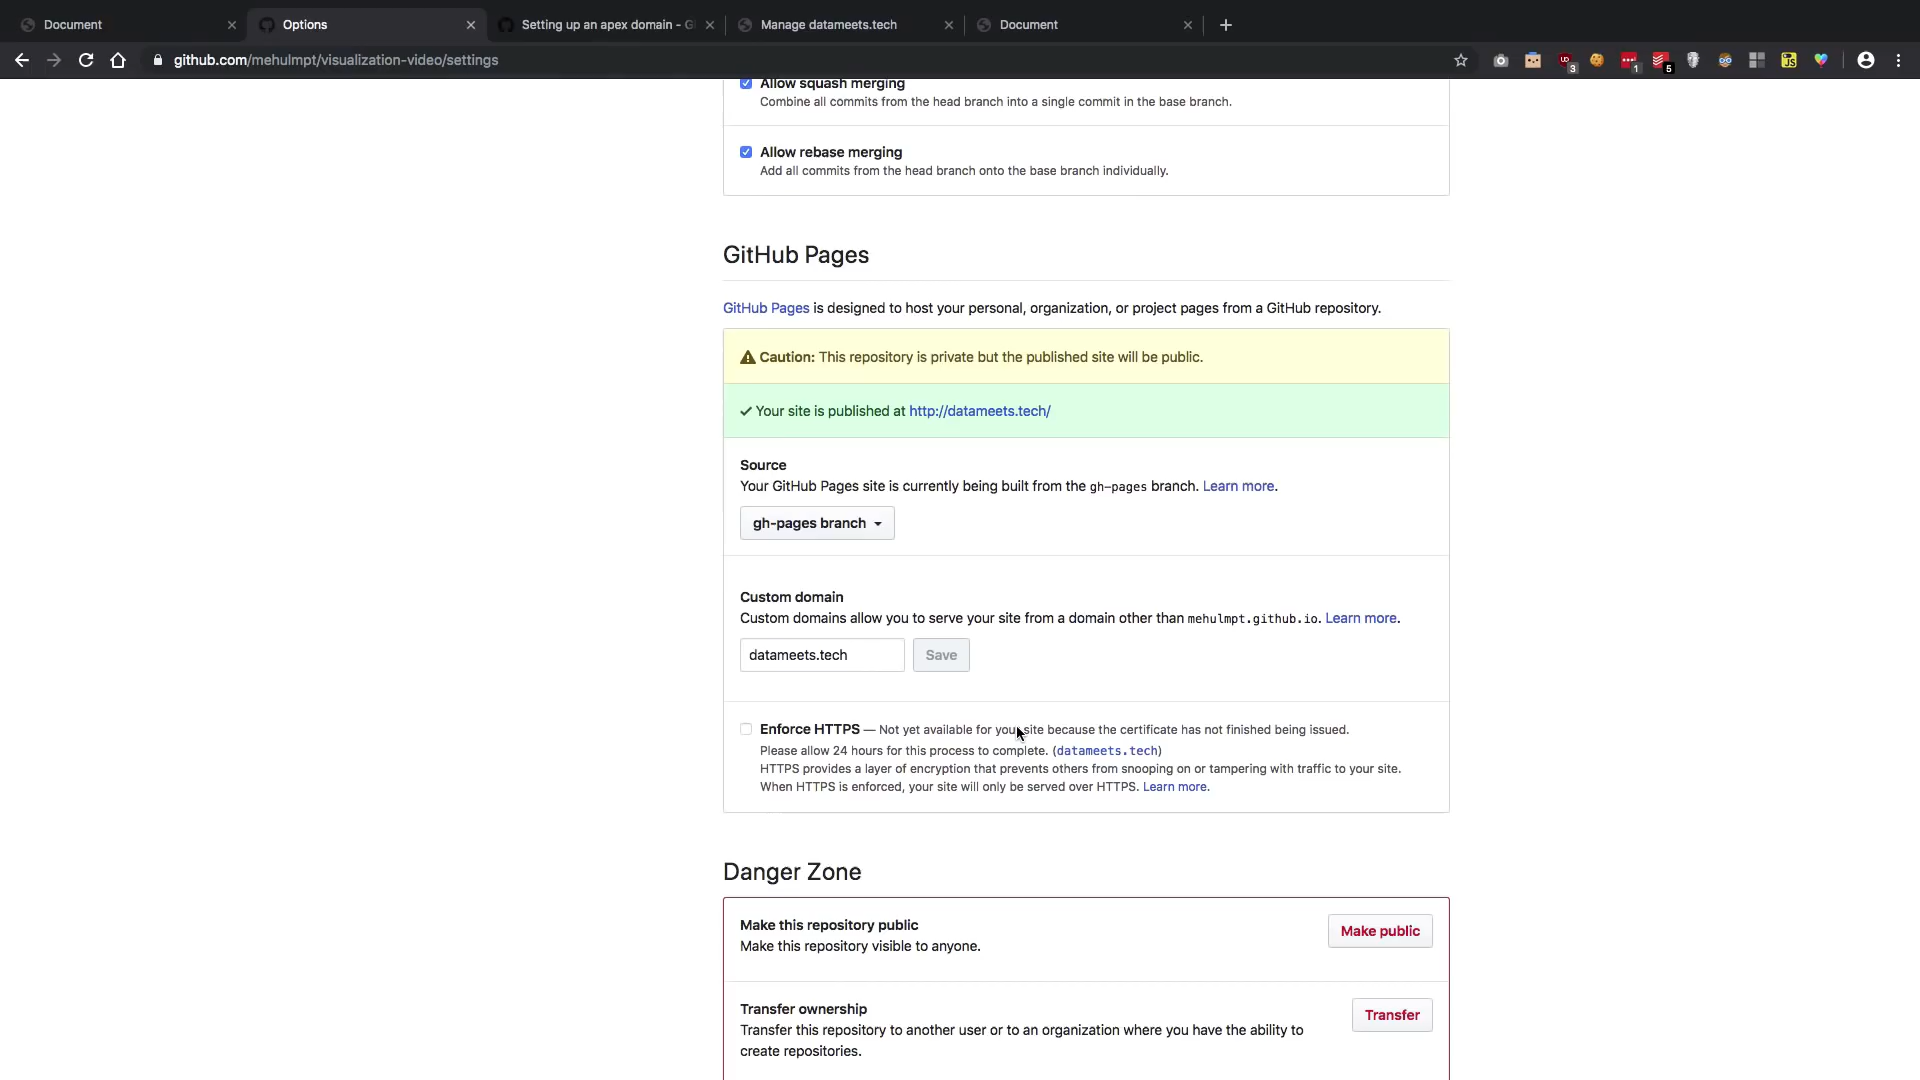 Document
Options
Setting up an apex domain - G
Manage datameets.tech
Document
github.com/mehulmpt/visualization-video/settings
3
1
5
Allow squash merging
Combine all commits from the head branch into a single commit in the base branch.
Allow rebase merging
Add all commits from the head branch onto the base branch individually.
GitHub Pages
GitHub Pages is designed to host your personal, organization, or project pages from a GitHub repository.
Caution: This repository is private but the published site will be public.
Your site is published at http://datameets.tech/
Source
Your GitHub Pages site is currently being built from the gh-pages branch. Learn more.
gh-pages branch
Custom domain
Custom domains allow you to serve your site from a domain other than mehulmpt.github.io. Learn more.
datameets.tech Save
Enforce HTTPS — Not yet available for your site because the certificate has not finished being issued.
Please allow 24 hours for this process to complete. (datameets.tech)
HTTPS provides a layer of encryption that prevents others from snooping on or tampering with traffic to your site.
When HTTPS is enforced, your site will only be served over HTTPS. Learn more.
Danger Zone
Make this repository public
Make this repository visible to anyone.
Make public
Transfer ownership
Transfer this repository to another user or to an organization where you have the ability to
create repositories.
Transfer